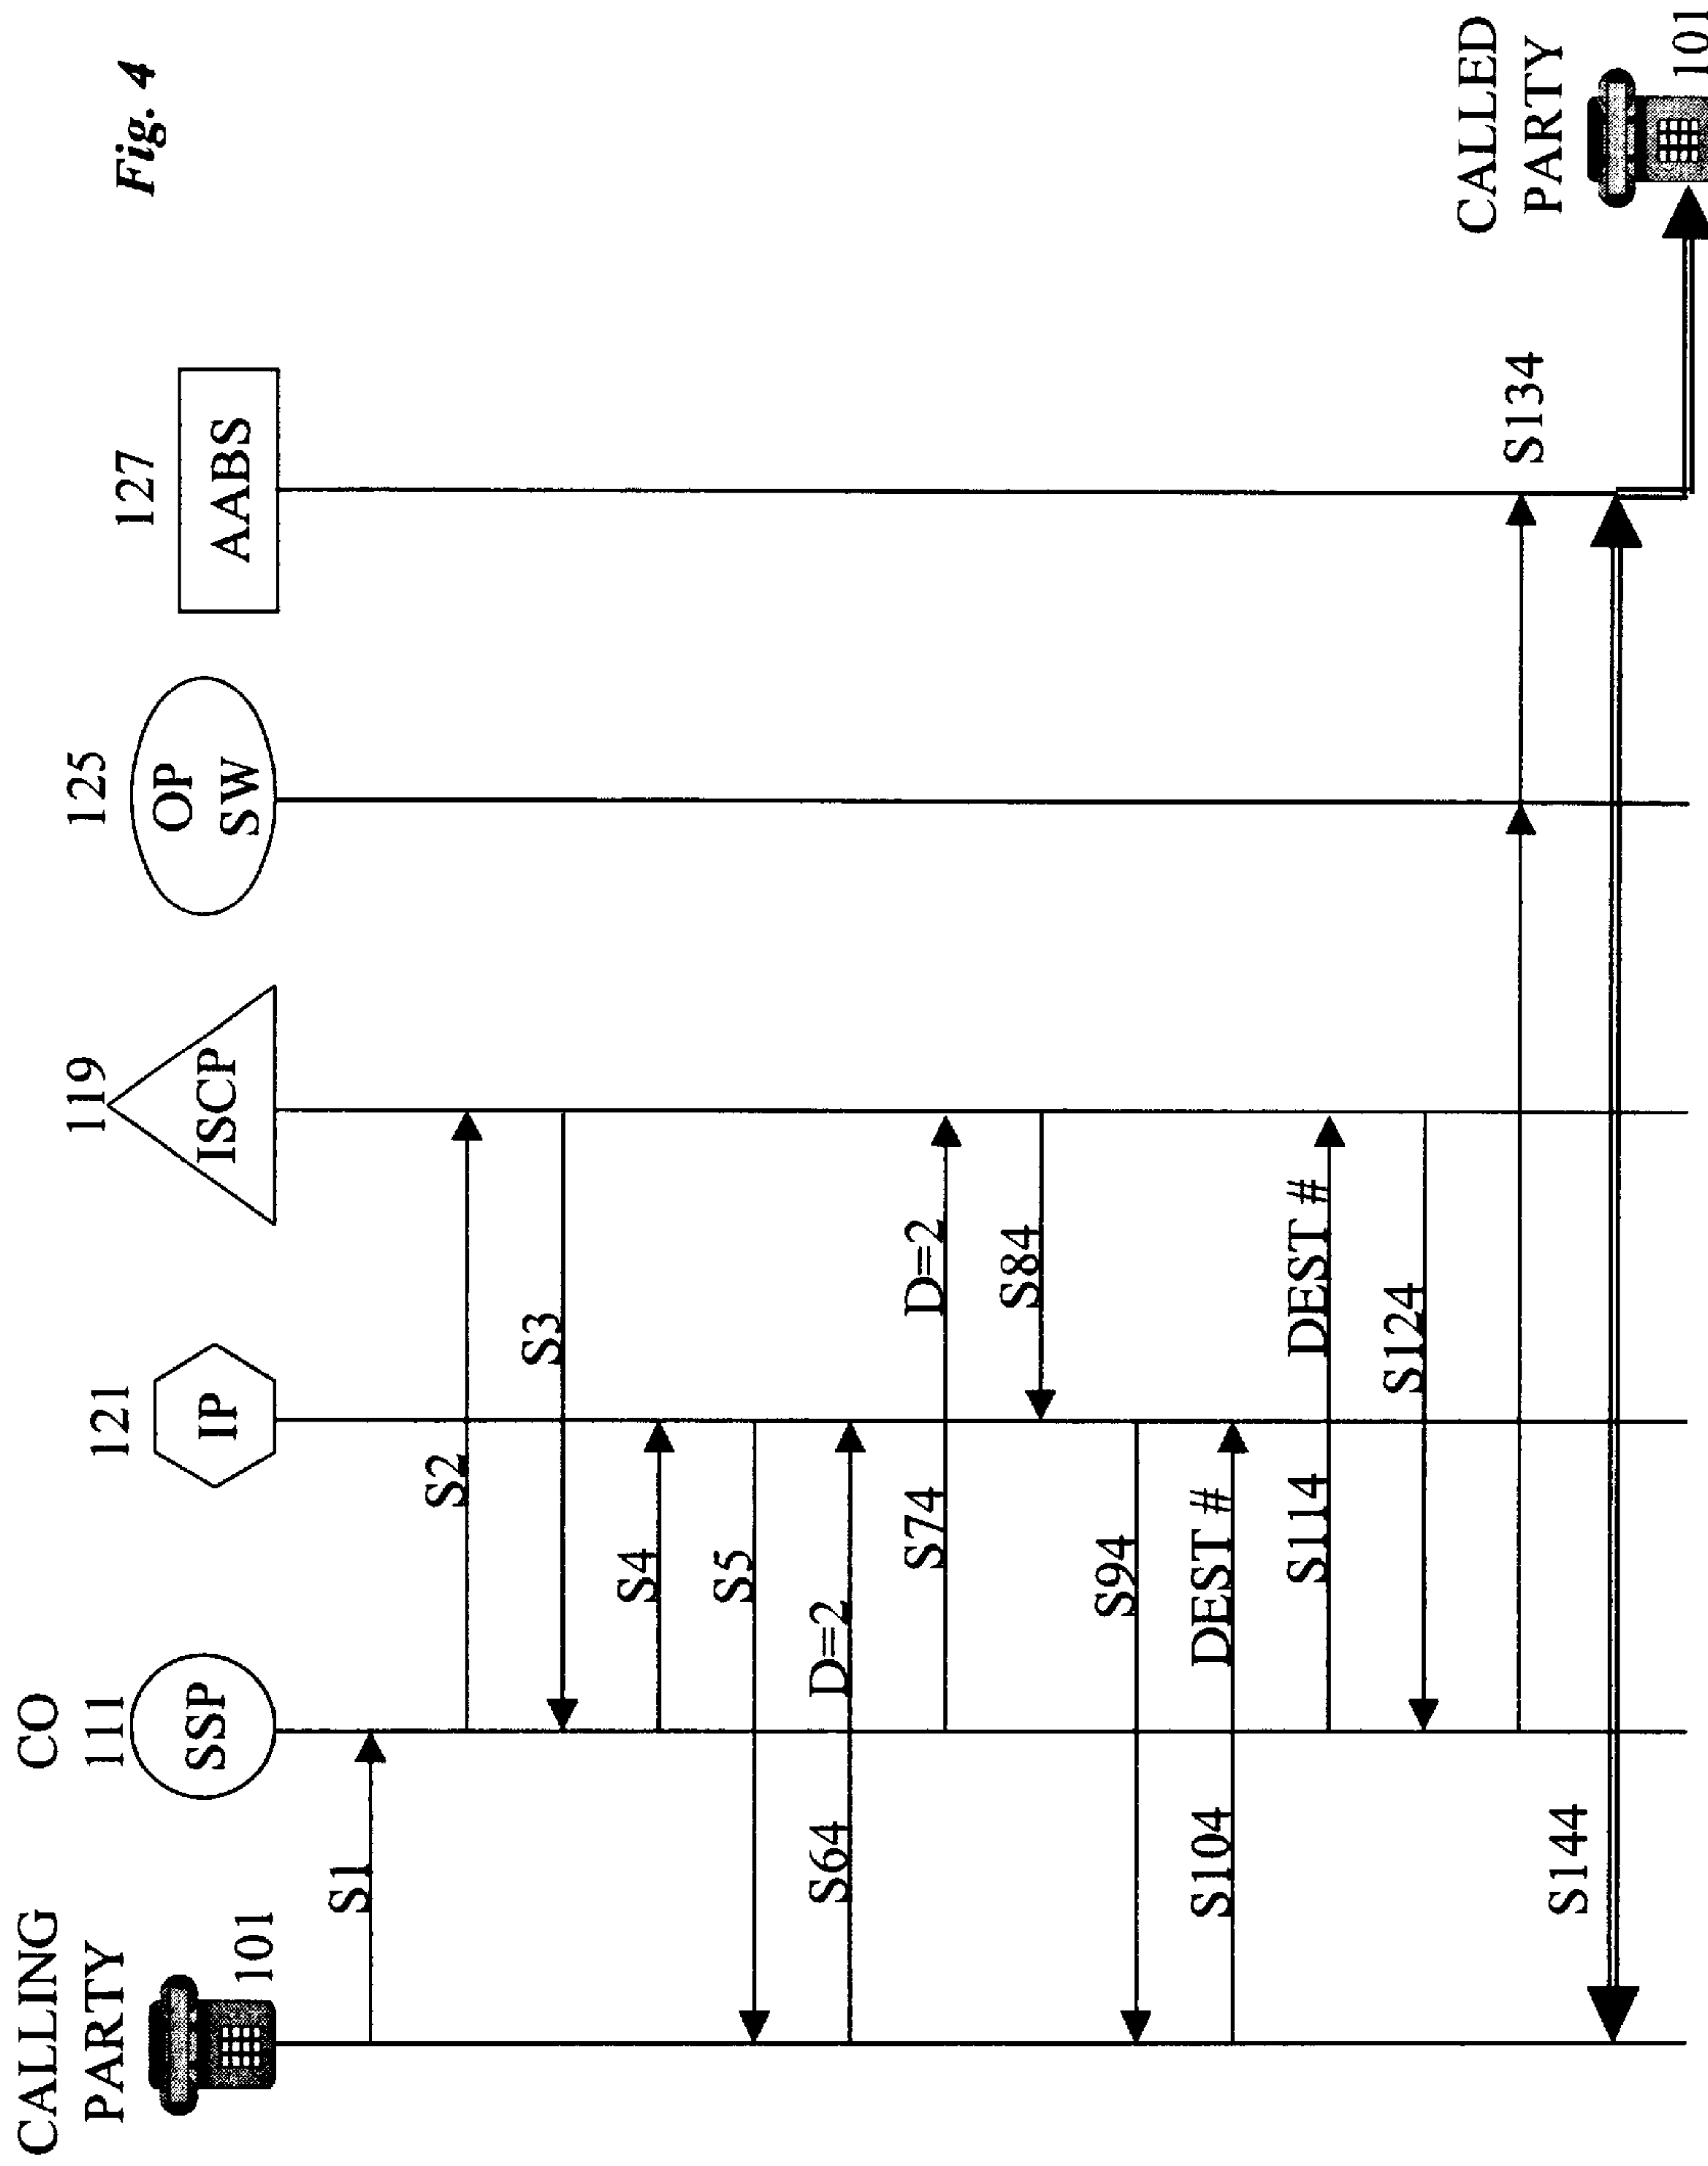 Fig. 4
CALLING
PARTY
101
CO
111
SSP
121
IP
119
ISCP
125
OP
SW
127
AABS
S1
S2
S3
S4
S5
S64
D=2
S74
D=2
S84
S94
S104
DEST #
S114
DEST #
S124
S134
S144
CALLED
PARTY
101